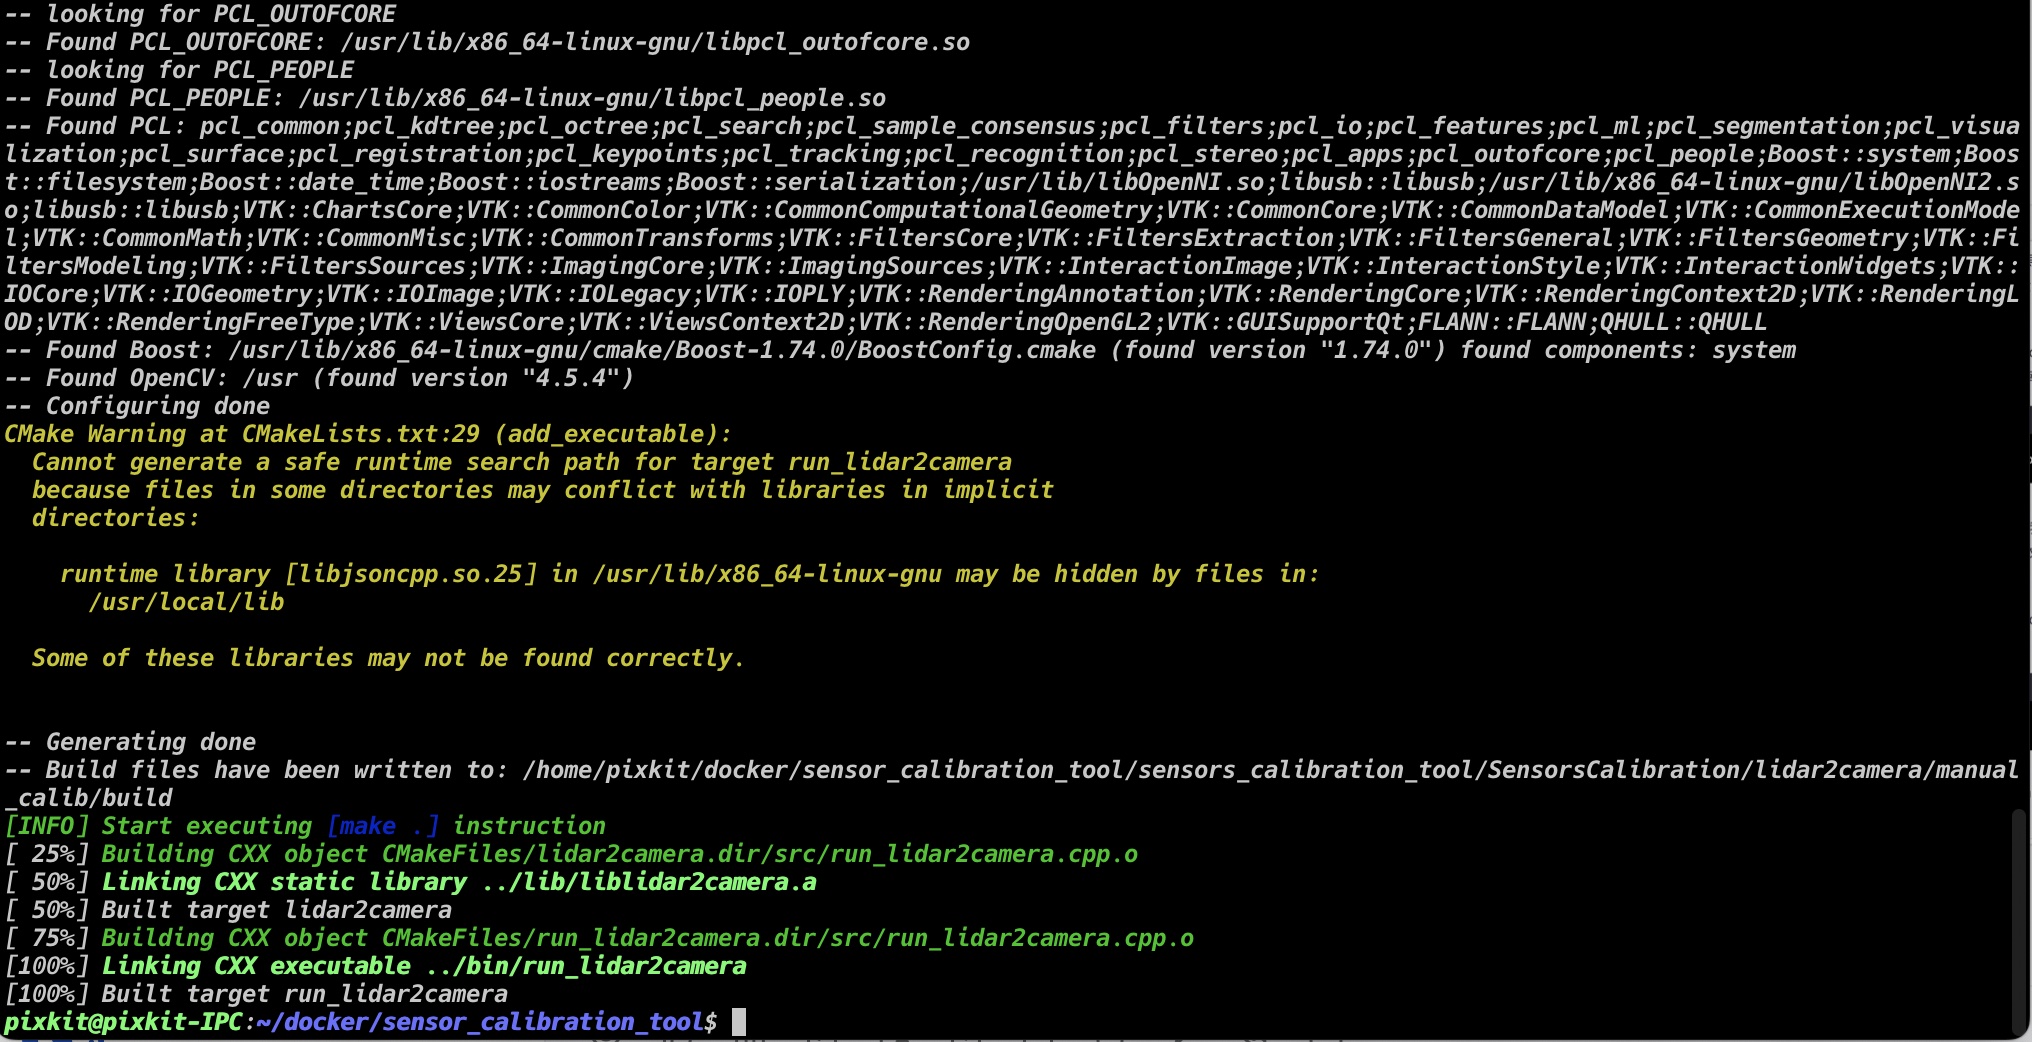 -- looking for PCL_OUTOFCORE
-- Found PCL_OUTOFCORE: /usr/lib/x86_64-linux-gnu/libpcl_outofcore.so
-- looking for PCL_PEOPLE
-- Found PCL_PEOPLE: /usr/lib/x86_64-linux-gnu/libpcl_people.so
-- Found PCL: pcl_common;pcl_kdtree;pcl_octree;pcl_search;pcl_sample_consensus;pcl_filters;pcl_io;pcl_features;pcl_ml;pcl_segmentation;pcl_visua
lization;pcl_surface;pcl_registration;pcl_keypoints;pcl_tracking;pcl_recognition;pcl_stereo;pcl_apps;pcl_outofcore;pcl_people;Boost::system;Boos
t::filesystem;Boost::date_time;Boost::iostreams;Boost::serialization;/usr/lib/libOpenNI.so;libusb::libusb;/usr/lib/x86_64-linux-gnu/libOpenNI2.s
o;libusb::libusb;VTK::ChartsCore;VTK::CommonColor;VTK::CommonComputationalGeometry;VTK::CommonCore;VTK::CommonDataModel;VTK::CommonExecutionMode
l;VTK::CommonMath;VTK::CommonMisc;VTK::CommonTransforms;VTK::FiltersCore;VTK::FiltersExtraction;VTK::FiltersGeneral;VTK::FiltersGeometry;VTK::Fi
ltersModeling;VTK::FiltersSources;VTK::ImagingCore;VTK::ImagingSources;VTK::InteractionImage;VTK::InteractionStyle;VTK::InteractionWidgets;VTK::
IOCore;VTK::IOGeometry;VTK::IOImage;VTK::IOLegacy;VTK::IOPLY;VTK::RenderingAnnotation;VTK::RenderingCore;VTK::RenderingContext2D;VTK::RenderingL
OD;VTK::RenderingFreeType;VTK::ViewsCore;VTK::ViewsContext2D;VTK::RenderingOpenGL2;VTK::GUISupportQt;FLANN::FLANN;QHULL::QHULL
-- Found Boost: /usr/lib/x86_64-linux-gnu/cmake/Boost-1.74.0/BoostConfig.cmake (found version "1.74.0") found components: system
-- Found OpenCV: /usr (found version "4.5.4")
-- Configuring done
CMake Warning at CMakeLists.txt:29 (add_executable):
Cannot generate a safe runtime search path for target run_lidar2camera
because files in some directories may conflict with libraries in implicit
directories:
runtime library [libjsoncpp.so.25] in /usr/lib/x86_64-linux-gnu may be hidden by files in:
/usr/local/lib
Some of these libraries may not be found correctly.
-- Generating done
-- Build files have been written to: /home/pixkit/docker/sensor_calibration_tool/sensors_calibration_tool/SensorsCalibration/lidar2camera/manual
_calib/build
[INFO] Start executing [make .] instruction
[ 25%] Building CXX object CMakeFiles/lidar2camera.dir/src/run_lidar2camera.cpp.o
[ 50%] Linking CXX static library ../lib/liblidar2camera.a
[ 50%] Built target lidar2camera
[ 75%] Building CXX object CMakeFiles/run_lidar2camera.dir/src/run_lidar2camera.cpp.o
[100%] Linking CXX executable ../bin/run_lidar2camera
[100%] Built target run_lidar2camera
pixkit@pixkit-IPC:~/docker/sensor_calibration_tool$